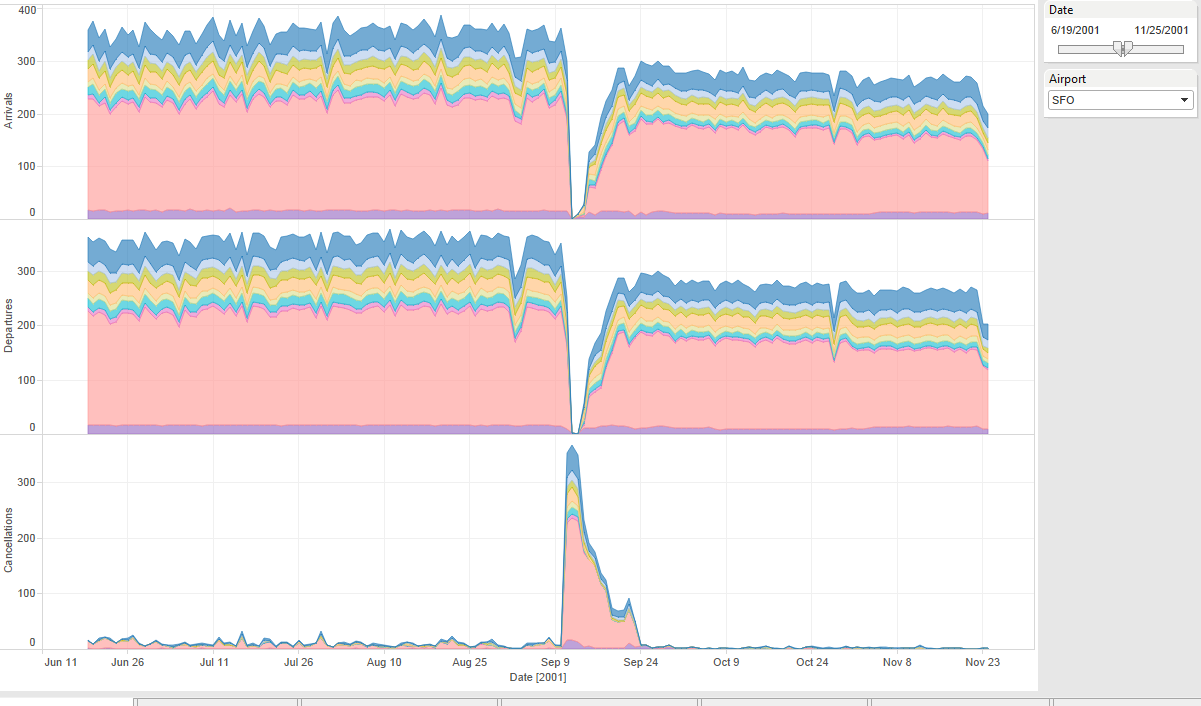 400
300
200
100
0
Arrivals
300
200
100
0
Departures
300
200
100
0
Cancellations
Jun 11 Jun 26 Jul 11 Jul 26 Aug 10 Aug 25 Sep 9 Sep 24 Oct 9 Oct 24 Nov 8 Nov 23
Date [2001]
Date
6/19/2001 11/25/2001
Airport
SFO